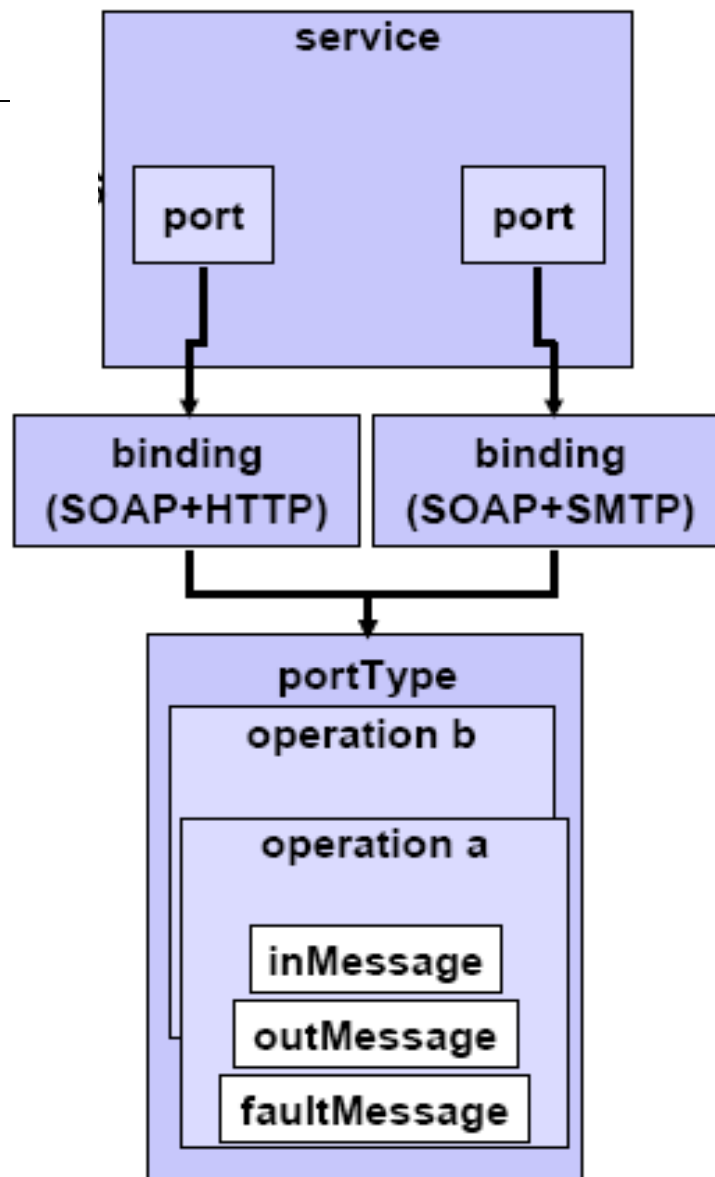 service
port
port
binding
(SOAP+HTTP)
binding
(SOAP+SMTP)
portType
operation b
operation a
inMessage
outMessage
faultMessage